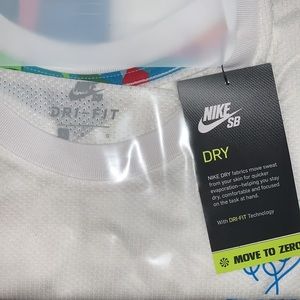 NIKE
DRI-FIT
NIKE
SB
DRY
NIKE DRY fabrics move sweat
from your skin for quicker
evaporation—helping you stay
dry, comfortable and focused
on the task at hand.
With DRI-FIT Technology
MOVE TO ZERO